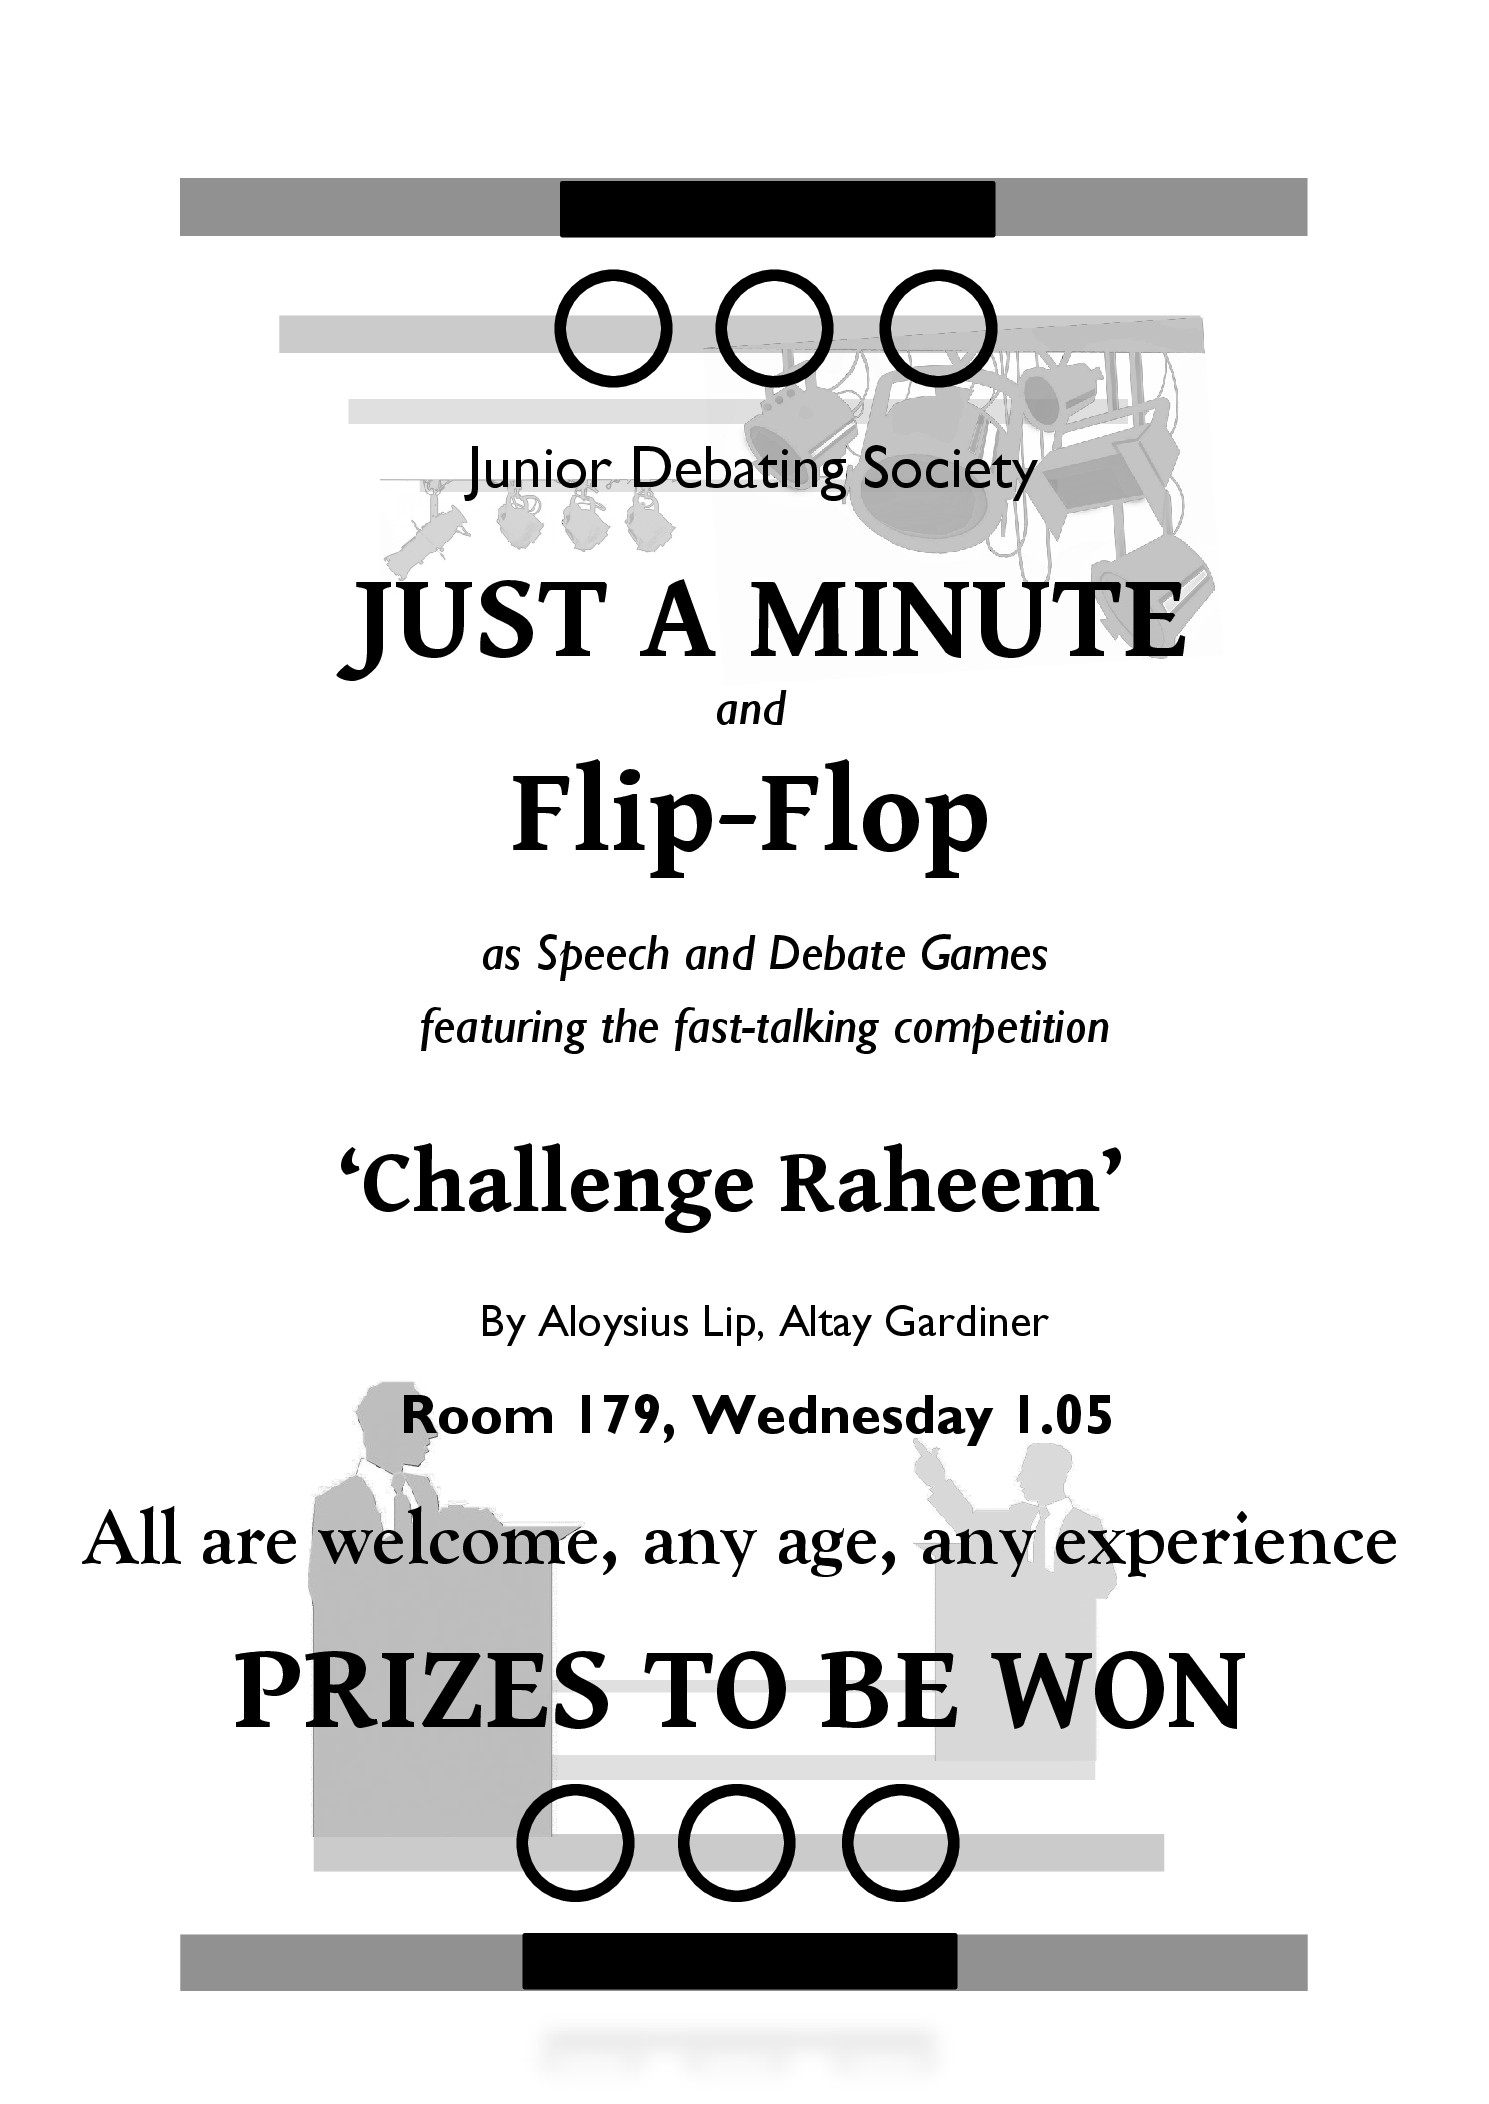 Junior Debating Society
JUST A MINUTE
and
Flip-Flop
as Speech and Debate Games
featuring the fast-talking competition
‘Challenge Raheem’
By Aloysius Lip, Altay Gardiner
Room 179, Wednesday 1.05
All are welcome, any age, any experience
PRIZES TO BE WON